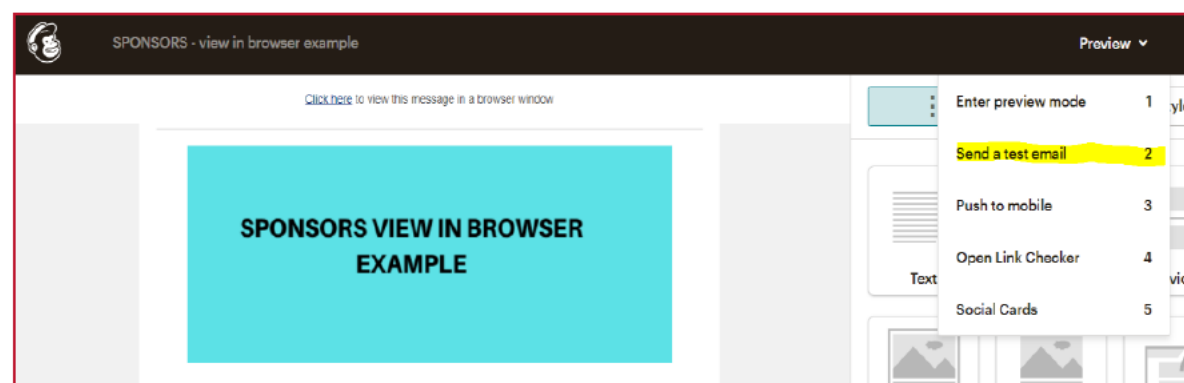 SPONSORS - view in browser example
Preview
Click here to view this message in a browser window
SPONSORS VIEW IN BROWSER
EXAMPLE
Enter preview mode 1
Send a test email 2
Push to mobile 3
Open Link Checker 4
Social Cards 5
Text